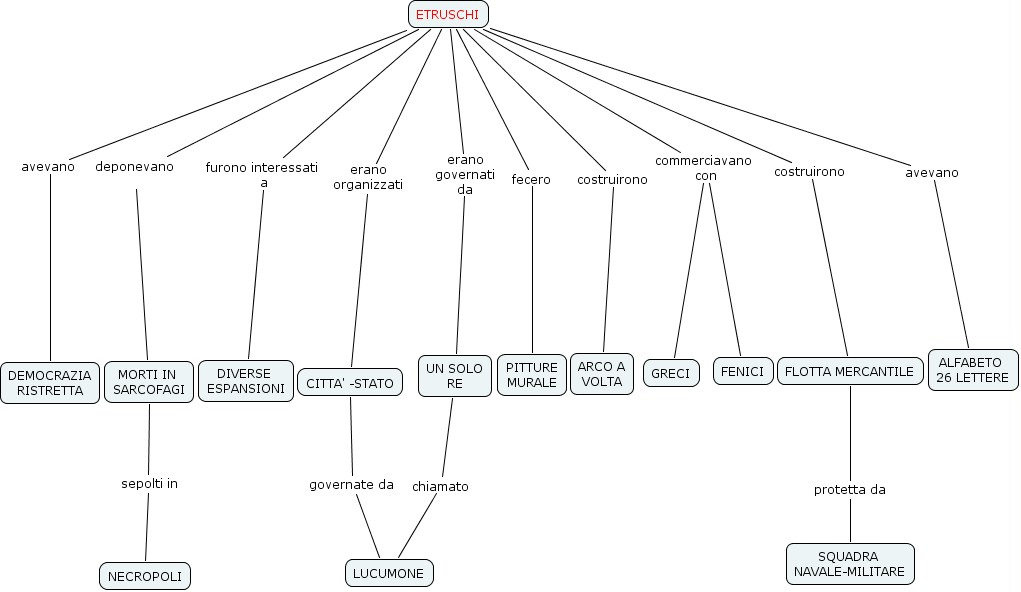 ETRUSCHI
avevano
deponevano
furono interessati
a
erano
organizzati
erano
governati
da
fecero
costruirono
commerciavano
con
costruirono
avevano
DEMOCRAZIA
RISTRETTA
MORTI IN
SARCOFAGI
DIVERSE
ESPANSIONI
CITTA' -STATO
UN SOLO
RE
PITTURE
MURALE
ARCO A
VOLTA
GRECI
FENICI
FLOTTA MERCANTILE
ALFABETO
26 LETTERE
sepolti in
governate da
chiamato
protetta da
NECROPOLI
LUCUMONE
SQUADRA
NAVALE-MILITARE